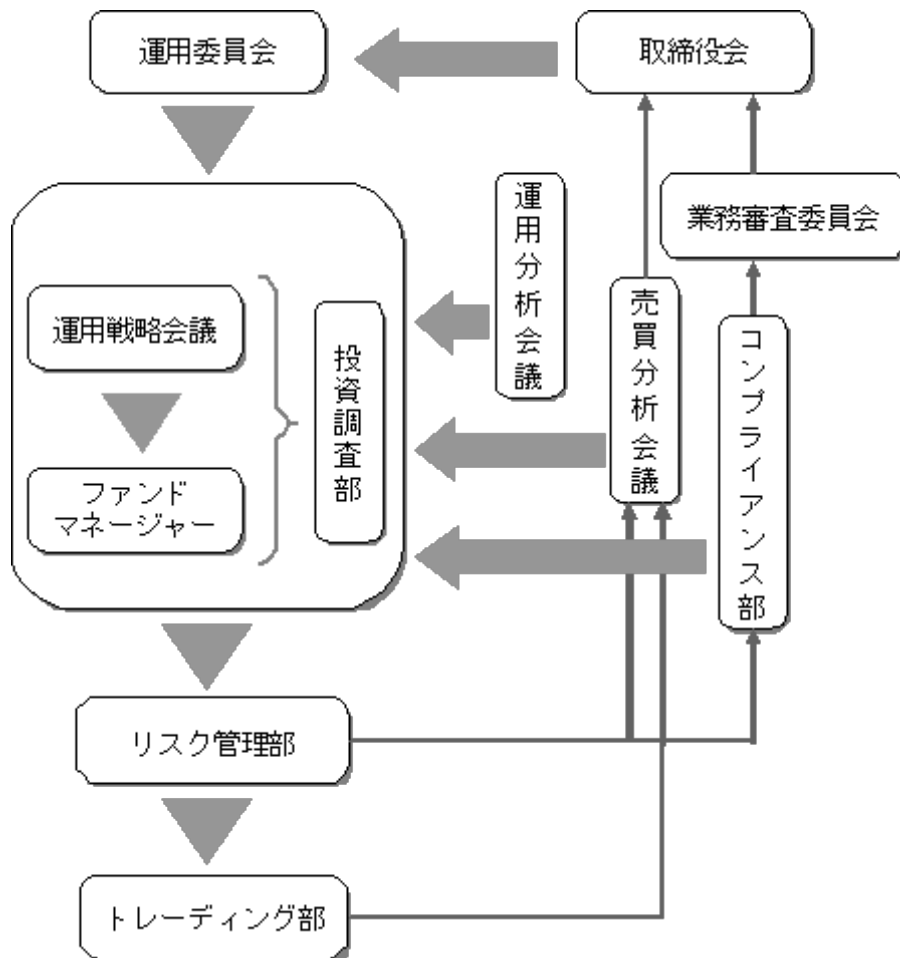 運用委員会
取締役会
業務審査委員会
運用分析会議
売買分析会議
コンプライアンス部
運用戦略会議
投資調査部
ファンド
マネージャー
リスク管理部
トレーディング部